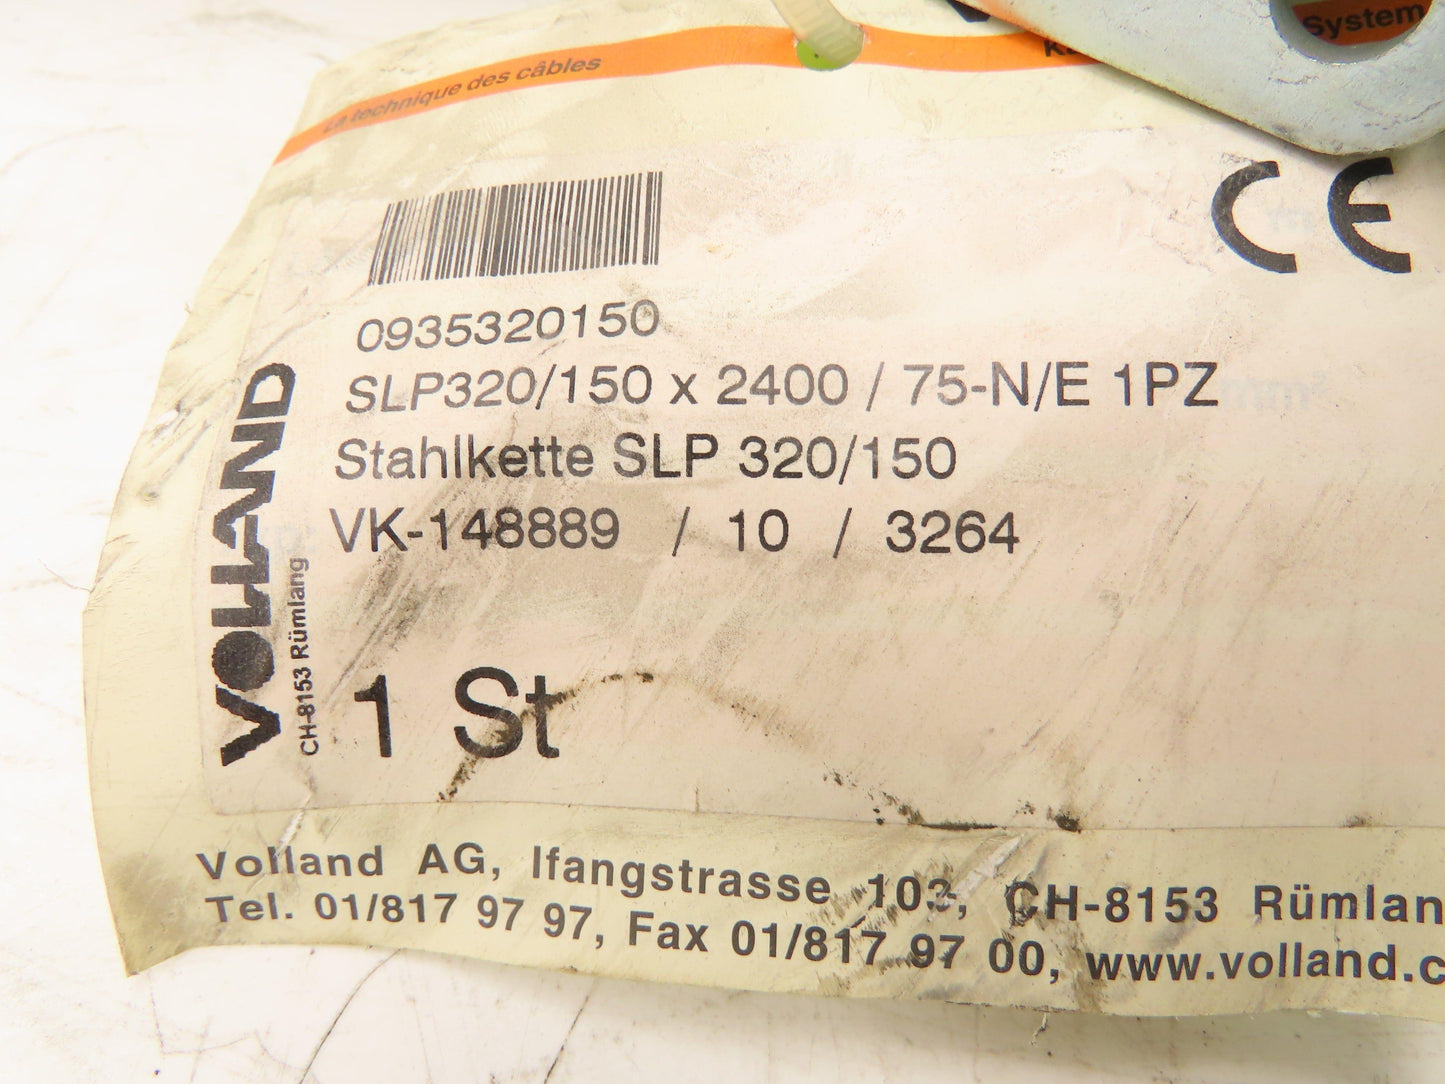 La technique des câbles
System
CE
0935320150
SLP320/150 x 2400 / 75-N/E 1PZ
Stahlkette SLP 320/150
VK-148889 / 10 / 3264
1 St
VOLLAND
CH-8153 Rümlang
Volland AG, Ifangstrasse 103, CH-8153 Rümlan
Tel. 01/817 97 97, Fax 01/817 97 00, www.volland.c